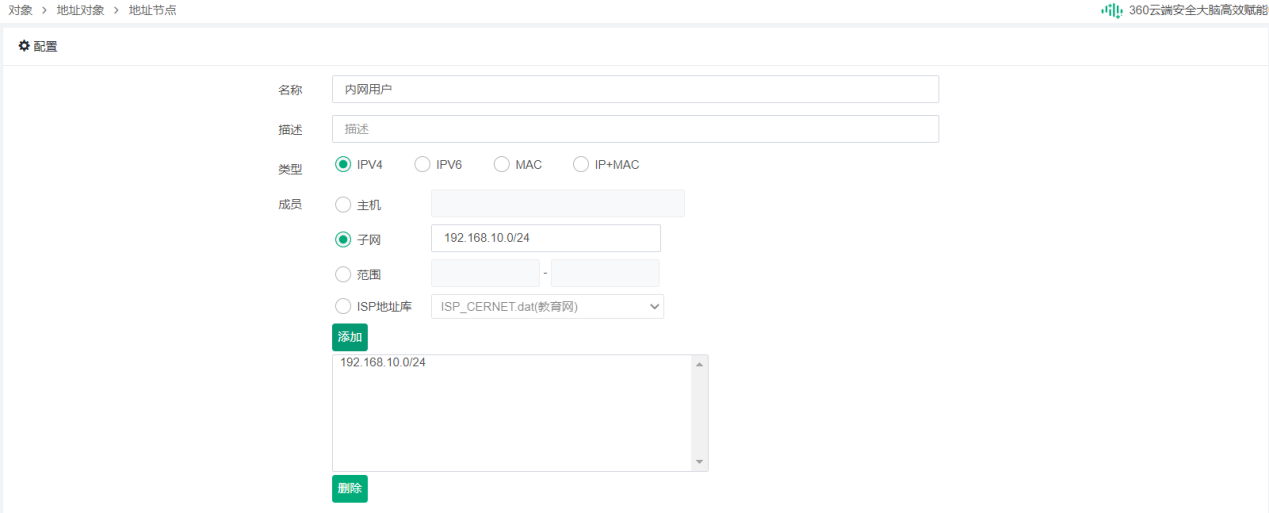 对象 > 地址对象 > 地址节点
360云端安全大脑高效赋能
配置
名称 内网用户
描述 描述
类型 IPV4 IPV6 MAC IP+MAC
成员 主机
子网 192.168.10.0/24
范围 -
ISP地址库 ISP_CERNET.dat(教育网)
添加
192.168.10.0/24
删除